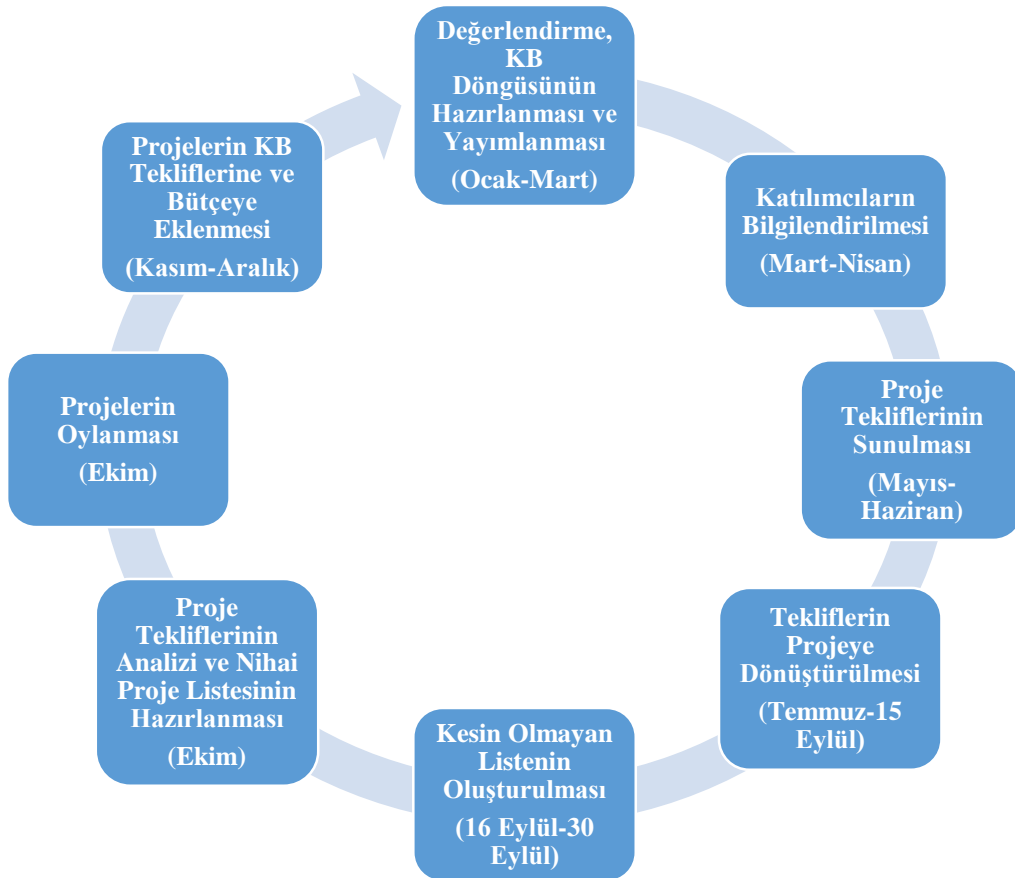 Değerlendirme,
KB
Döngüsünün
Hazırlanması ve
Yayımlanması
(Ocak-Mart)
Katılımcıların
Bilgilendirilmesi
(Mart-Nisan)
Proje
Tekliflerinin
Sunulması
(Mayıs-
Haziran)
Tekliflerin
Projeye
Dönüştürülmesi
(Temmuz-15
Eylül)
Kesin Olmayan
Listenin
Oluşturulması
(16 Eylül-30
Eylül)
Proje
Tekliflerinin
Analizi ve Nihai
Proje Listesinin
Hazırlanması
(Ekim)
Projelerin
Oylanması
(Ekim)
Projelerin KB
Tekliflerine ve
Bütçeye
Eklenmesi
(Kasım-Aralık)